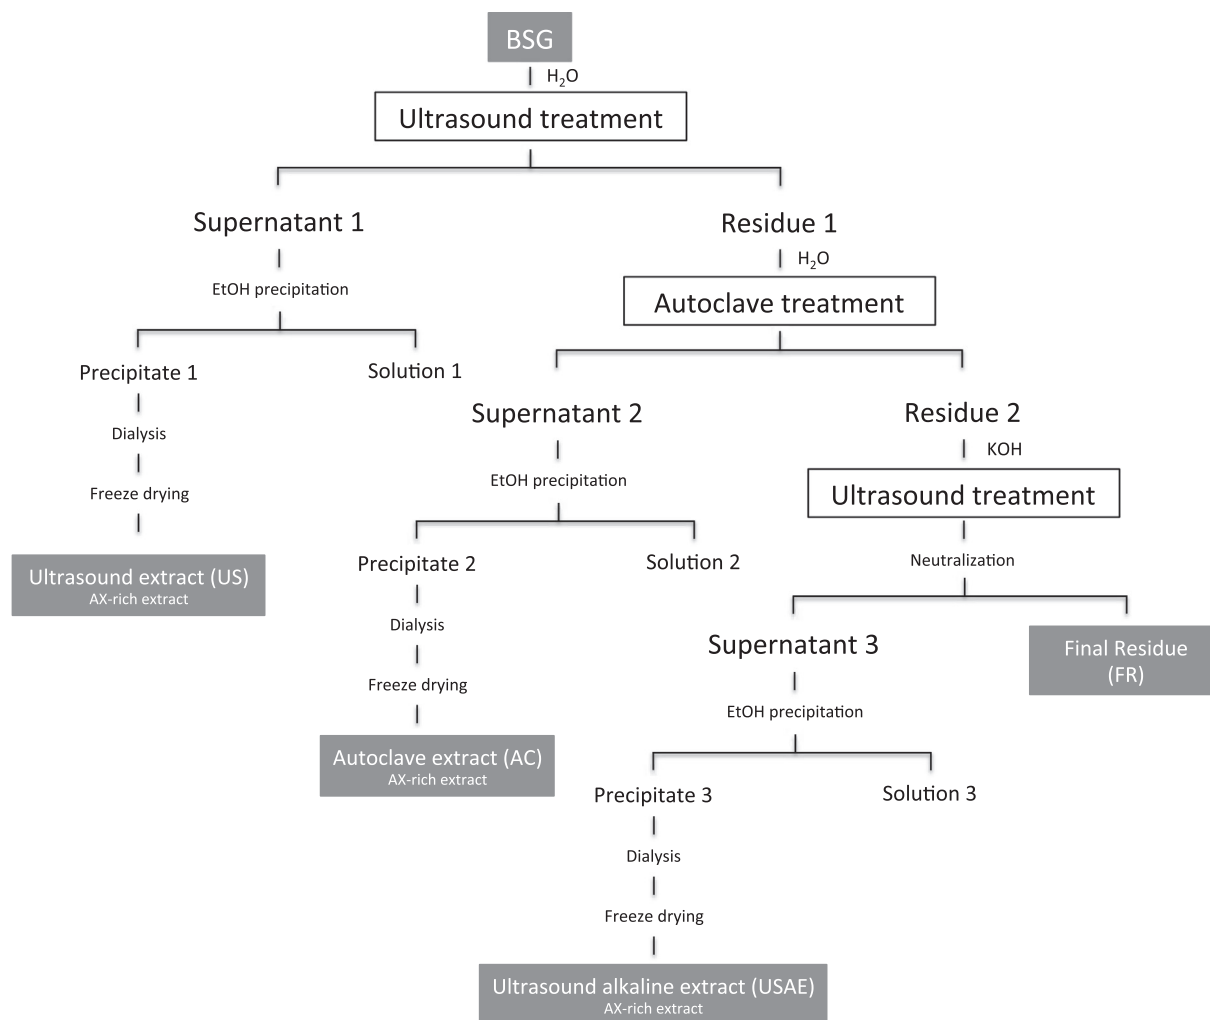 BSG
H₂O
Ultrasound treatment
Supernatant 1
Residue 1
H₂O
EtOH precipitation
Autoclave treatment
Precipitate 1
Solution 1
Supernatant 2
Residue 2
Dialysis
KOH
EtOH precipitation
Freeze drying
Ultrasound treatment
Precipitate 2
Solution 2
Neutralization
Ultrasound extract (US)
AX-rich extract
Dialysis
Supernatant 3
Final Residue
(FR)
Freeze drying
EtOH precipitation
Autoclave extract (AC)
AX-rich extract
Precipitate 3
Solution 3
Dialysis
Freeze drying
Ultrasound alkaline extract (USAE)
AX-rich extract